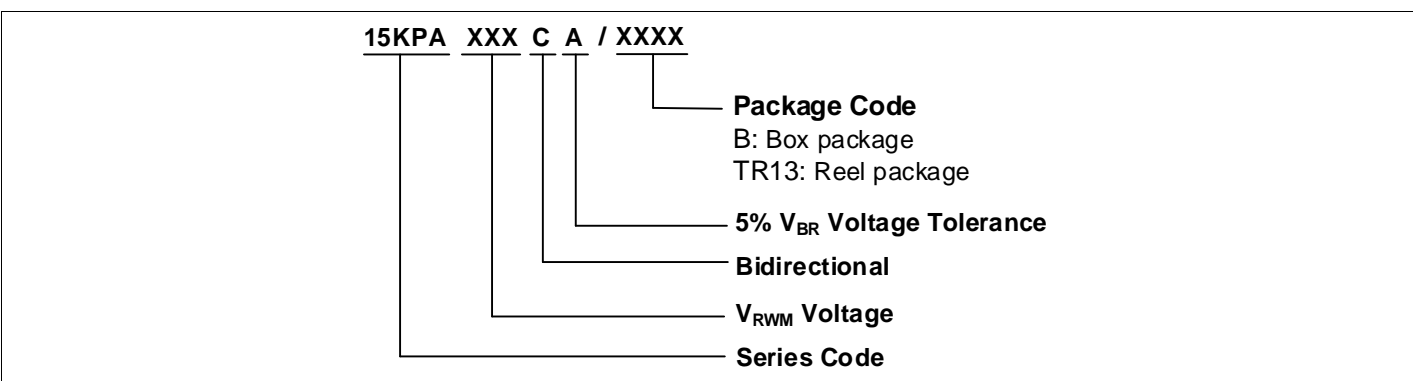 15KPA XXX C A / XXXX
Package Code
B: Box package
TR13: Reel package
5% VBR Voltage Tolerance
Bidirectional
VRWM Voltage
Series Code